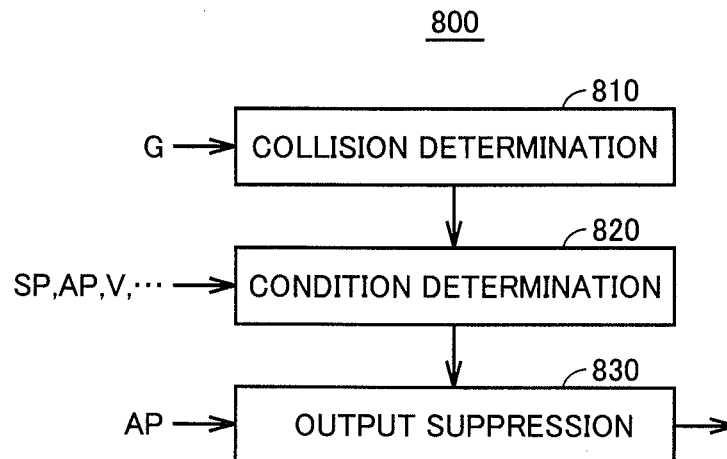 800
810
G
COLLISION DETERMINATION
820
SP,AP,V,···
CONDITION DETERMINATION
830
AP
OUTPUT SUPPRESSION